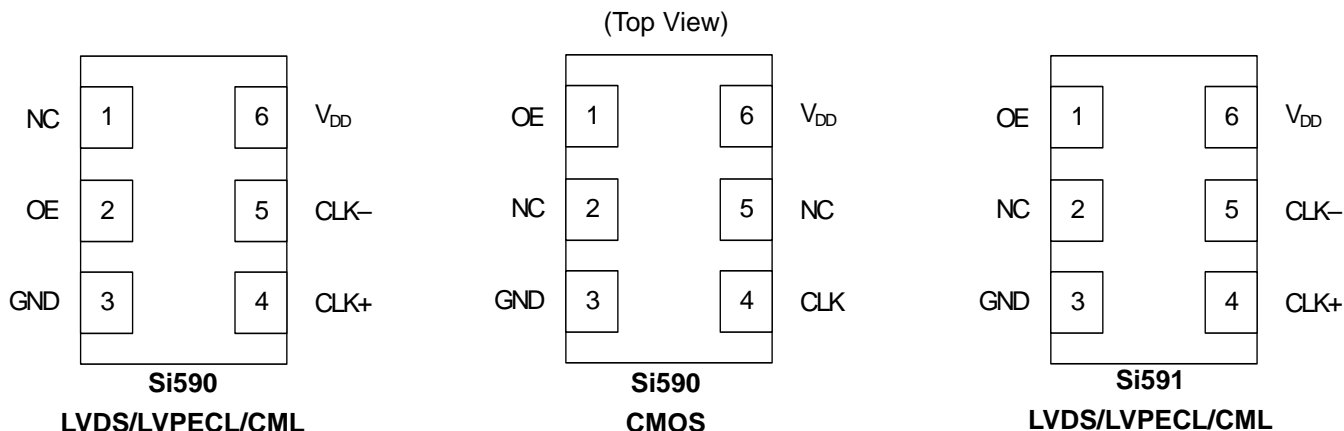 (Top View)
NC 1 6 VDD
OE 2 5 CLK–
GND 3 4 CLK+
Si590
LVDS/LVPECL/CML
OE 1 6 VDD
NC 2 5 NC
GND 3 4 CLK
Si590
CMOS
OE 1 6 VDD
NC 2 5 CLK–
GND 3 4 CLK+
Si591
LVDS/LVPECL/CML